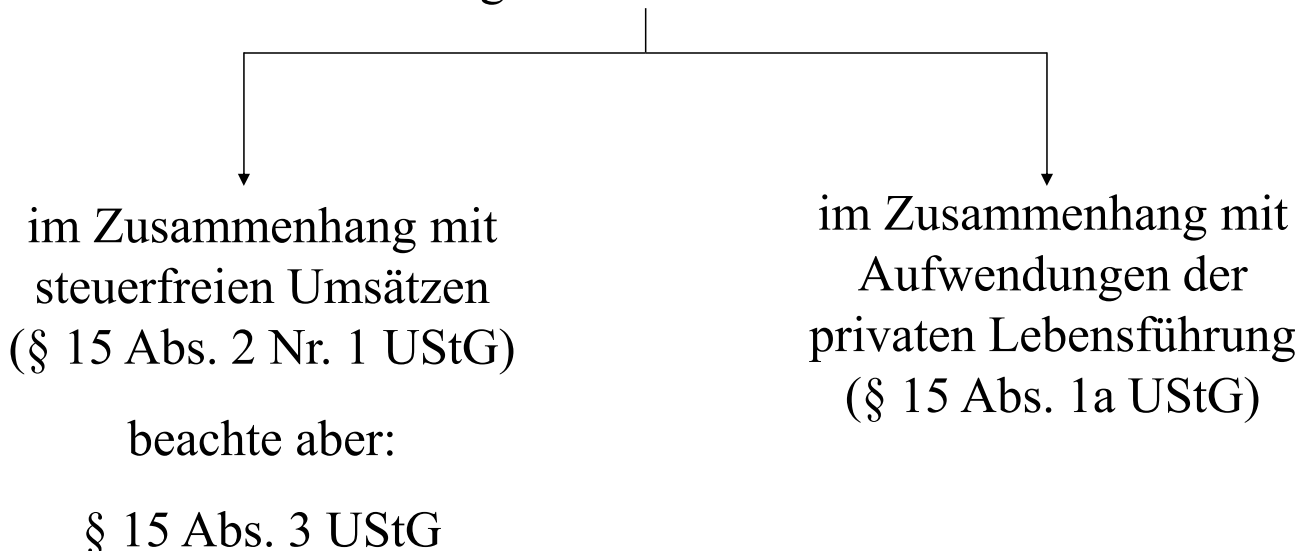 im Zusammenhang mit
steuerfreien Umsätzen
(§ 15 Abs. 2 Nr. 1 UStG)
beachte aber:
§ 15 Abs. 3 UStG
im Zusammenhang mit
Aufwendungen der
privaten Lebensführung
(§ 15 Abs. 1a UStG)